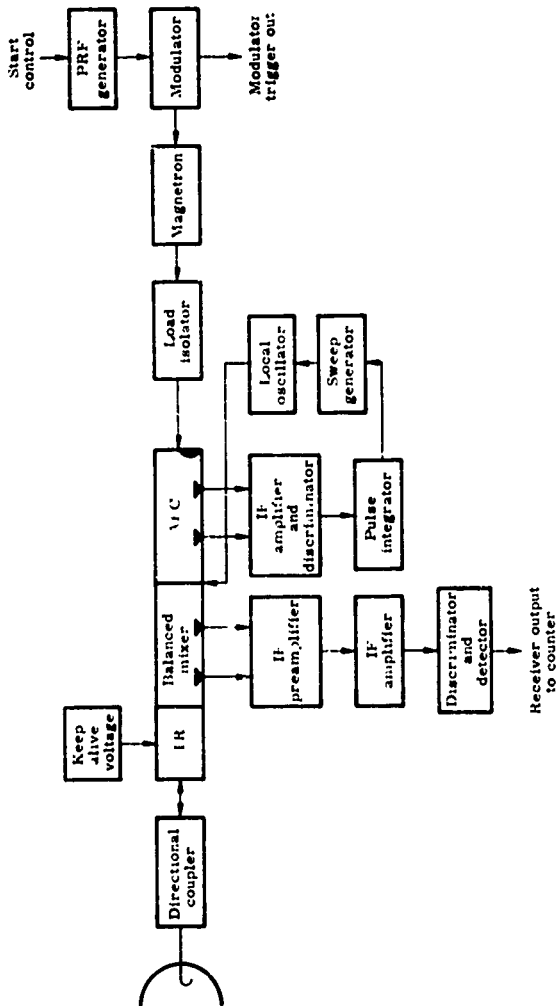 Start
control
PRF
generator
Keep
alive
voltage
Directional
coupler
TR
Balanced
mixer
AFC
Load
isolator
Magnetron
Modulator
Modulator
trigger out
IF
preamplifier
IF
amplifier
and
discriminator
Local
oscillator
IF
amplifier
Pulse
integrator
Sweep
generator
Discriminator
and
detector
Receiver output
to counter